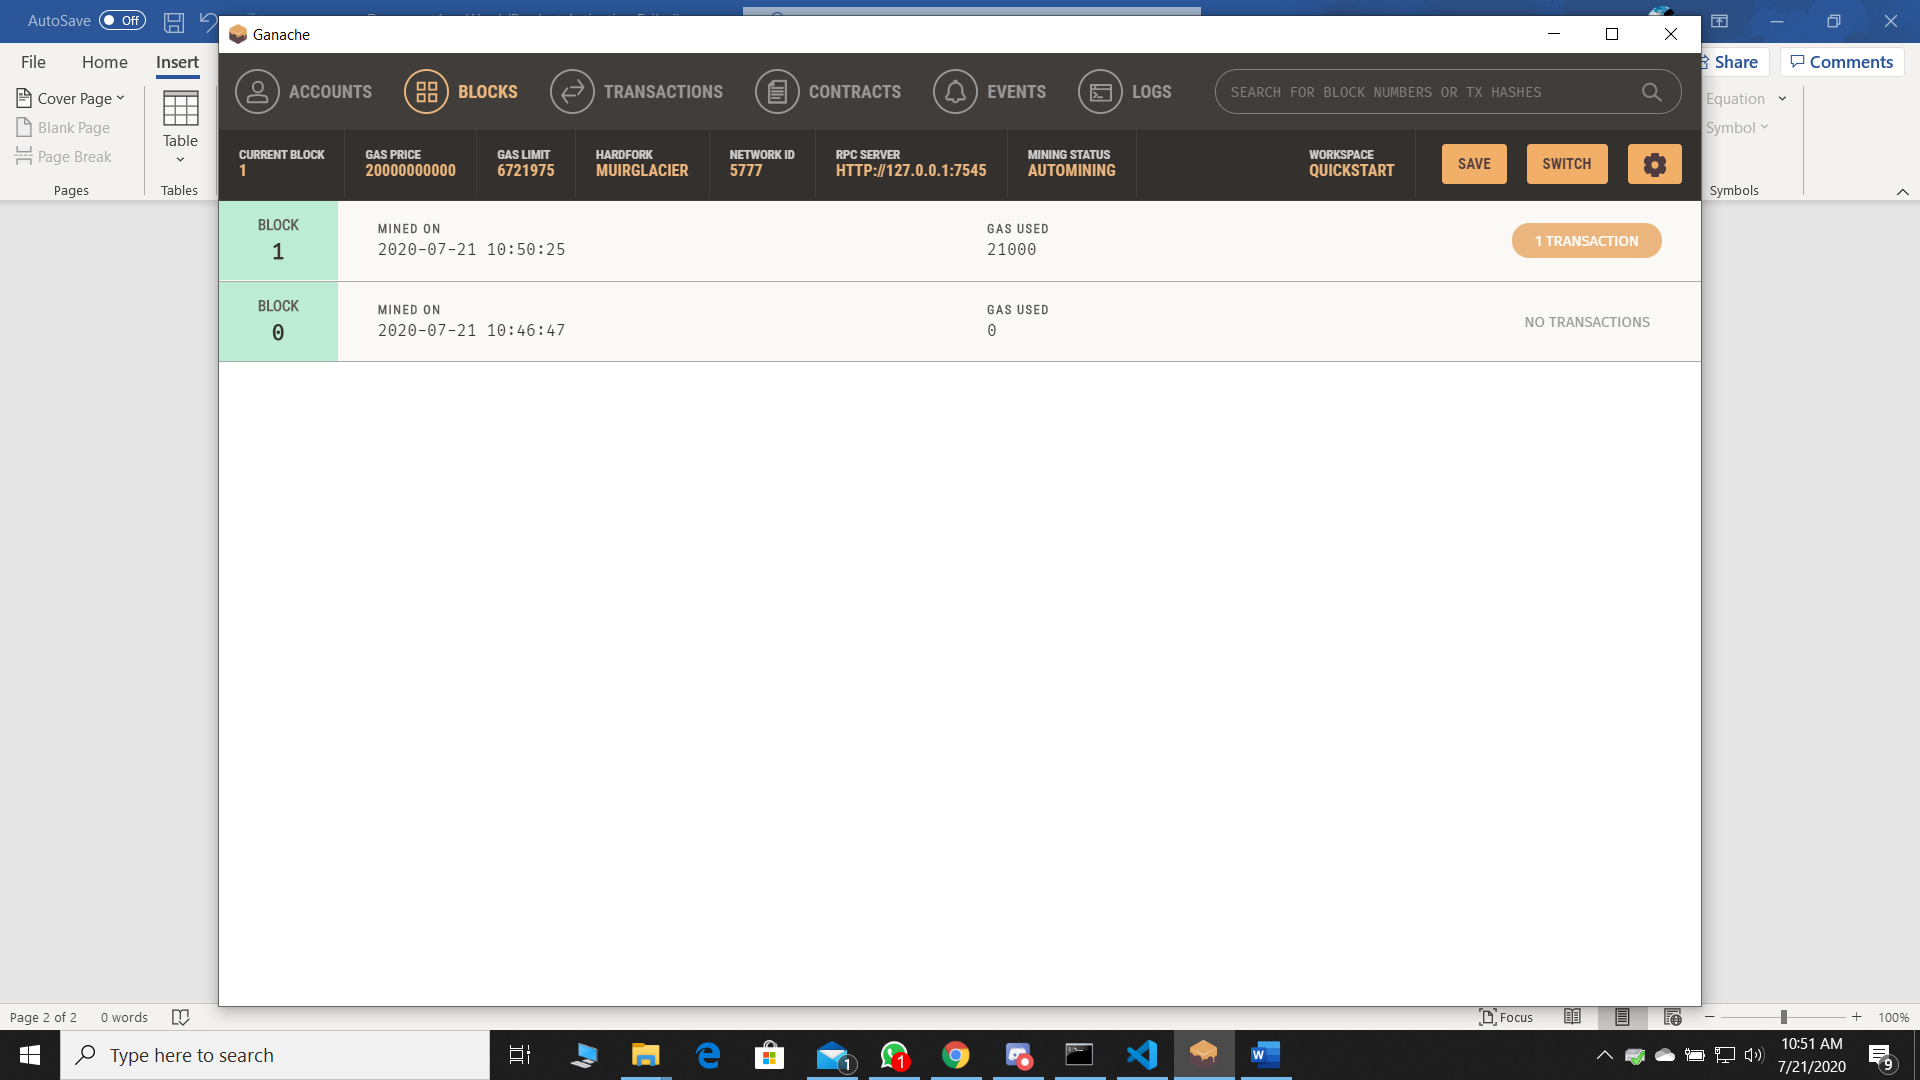 AutoSave Off
Ganache
File Home Insert
Share Comments
ACCOUNTS BLOCKS TRANSACTIONS CONTRACTS EVENTS LOGS SEARCH FOR BLOCK NUMBERS OR TX HASHES
Cover Page
Blank Page
Page Break
Pages
Table
Tables
Equation
Symbol
Symbols
CURRENT BLOCK GAS PRICE GAS LIMIT HARDFORK NETWORK ID RPC SERVER MINING STATUS WORKSPACE
1 20000000000 6721975 MUIRGLACIER 5777 HTTP://127.0.0.1:7545 AUTOMINING QUICKSTART
SAVE SWITCH
BLOCK MINED ON GAS USED
1 2020-07-21 10:50:25 21000 1 TRANSACTION
BLOCK MINED ON GAS USED
0 2020-07-21 10:46:47 0 NO TRANSACTIONS
Page 2 of 2 0 words Focus 100%
Type here to search
1
1
10:51 AM
7/21/2020
9